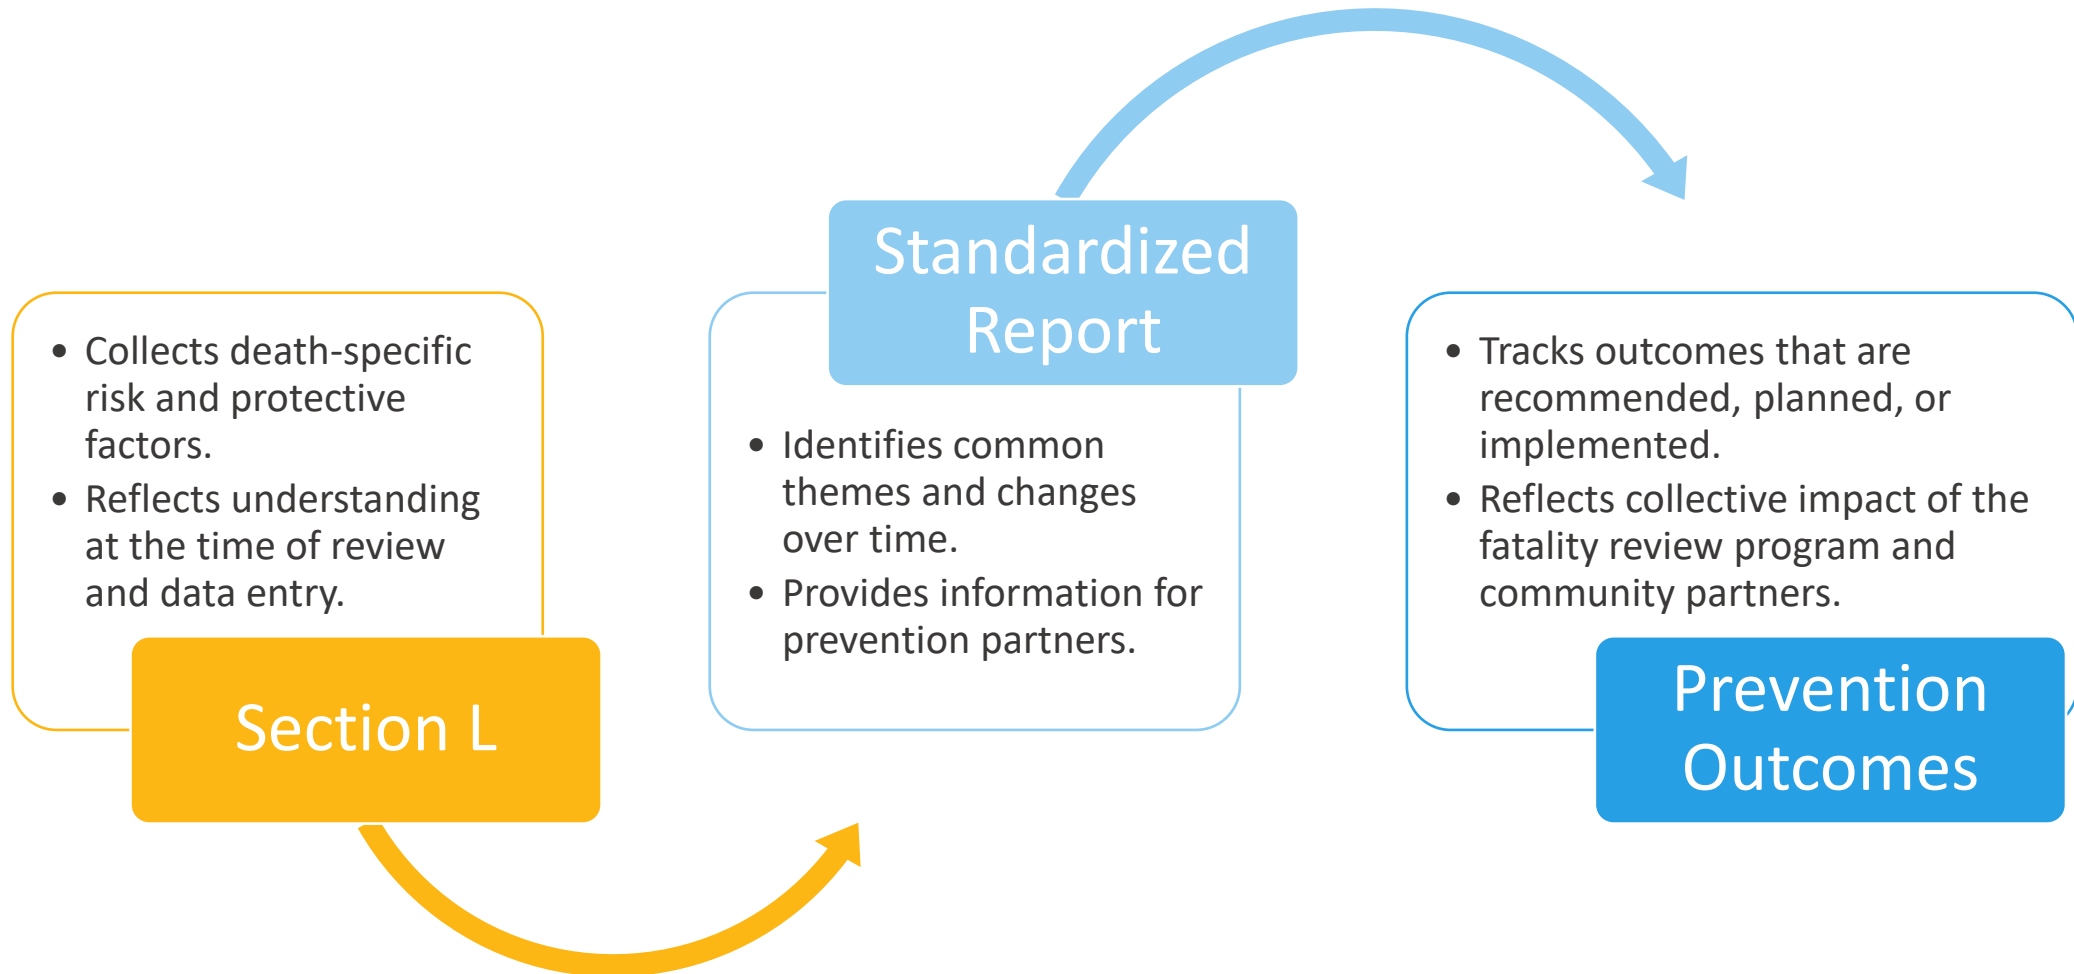 • Collects death-specific
risk and protective
factors.
• Reflects understanding
at the time of review
and data entry.
Section L
Standardized
Report
• Identifies common
themes and changes
over time.
• Provides information for
prevention partners.
• Tracks outcomes that are
recommended, planned, or
implemented.
• Reflects collective impact of the
fatality review program and
community partners.
Prevention
Outcomes